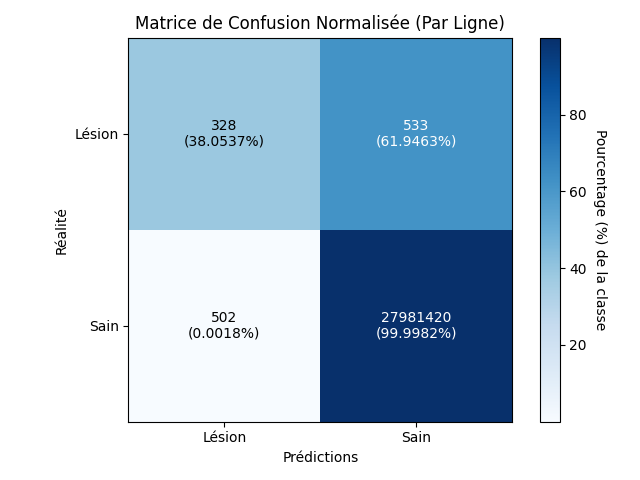 Matrice de Confusion Normalisée (Par Ligne)
Lésion
328
(38.0537%)
533
(61.9463%)
Sain
502
(0.0018%)
27981420
(99.9982%)
Réalité
Lésion
Sain
Prédictions
80
60
40
20
Pourcentage (%) de la classe